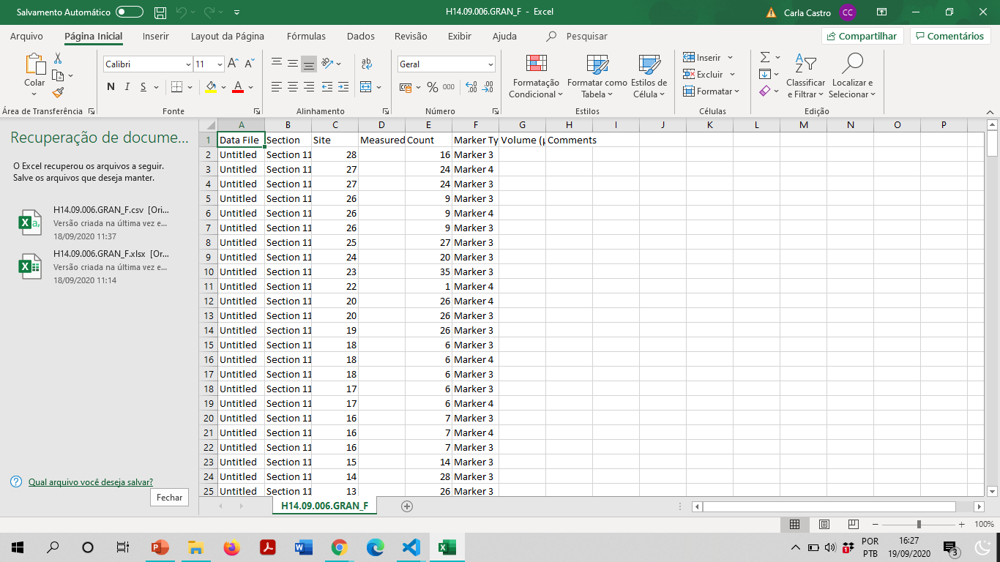 Salvamento Automático
H14.09.006.GRAN_F - Excel
Carla Castro CC
Arquivo Página Inicial Inserir Layout da Página Fórmulas Dados Revisão Exibir Ajuda Pesquisar Compartilhar Comentários
Colar
Área de Transferência
Calibri 11
N I S A
Fonte
ab
Alinhamento
Geral
% 000
Número
Formatação Condicional
Formatar como Tabela
Estilos de Célula
Estilos
Inserir
Excluir
Formatar
Células
Classificar e Filtrar
Localizar e Selecionar
Edição
Recuperação de docume...
O Excel recuperou os arquivos a seguir.
Salve os arquivos que deseja manter.
H14.09.006.GRAN_F.csv [Ori...
Versão criada na última vez e...
18/09/2020 11:37
H14.09.006.GRAN_F.xlsx [Or...
Versão criada na última vez e...
18/09/2020 11:14
Qual arquivo você deseja salvar?
Fechar
A B C D E F G H I J K L M N O P
1 Data File Section Site Measured Count Marker Ty Volume (µ Comments
2 Untitled Section 11 28 16 Marker 3
3 Untitled Section 11 27 24 Marker 4
4 Untitled Section 11 27 24 Marker 3
5 Untitled Section 11 26 9 Marker 3
6 Untitled Section 11 26 9 Marker 4
7 Untitled Section 11 26 9 Marker 3
8 Untitled Section 11 25 27 Marker 3
9 Untitled Section 11 24 20 Marker 3
10 Untitled Section 11 23 35 Marker 3
11 Untitled Section 11 22 1 Marker 4
12 Untitled Section 11 20 26 Marker 4
13 Untitled Section 11 20 26 Marker 3
14 Untitled Section 11 19 26 Marker 3
15 Untitled Section 11 18 6 Marker 3
16 Untitled Section 11 18 6 Marker 4
17 Untitled Section 11 18 6 Marker 3
18 Untitled Section 11 17 6 Marker 3
19 Untitled Section 11 17 6 Marker 4
20 Untitled Section 11 16 7 Marker 3
21 Untitled Section 11 16 7 Marker 4
22 Untitled Section 11 16 7 Marker 3
23 Untitled Section 11 15 14 Marker 3
24 Untitled Section 11 14 28 Marker 3
25 Untitled Section 11 13 26 Marker 3
H14.09.006.GRAN_F
100%
POR
PTB
16:27
19/09/2020
3